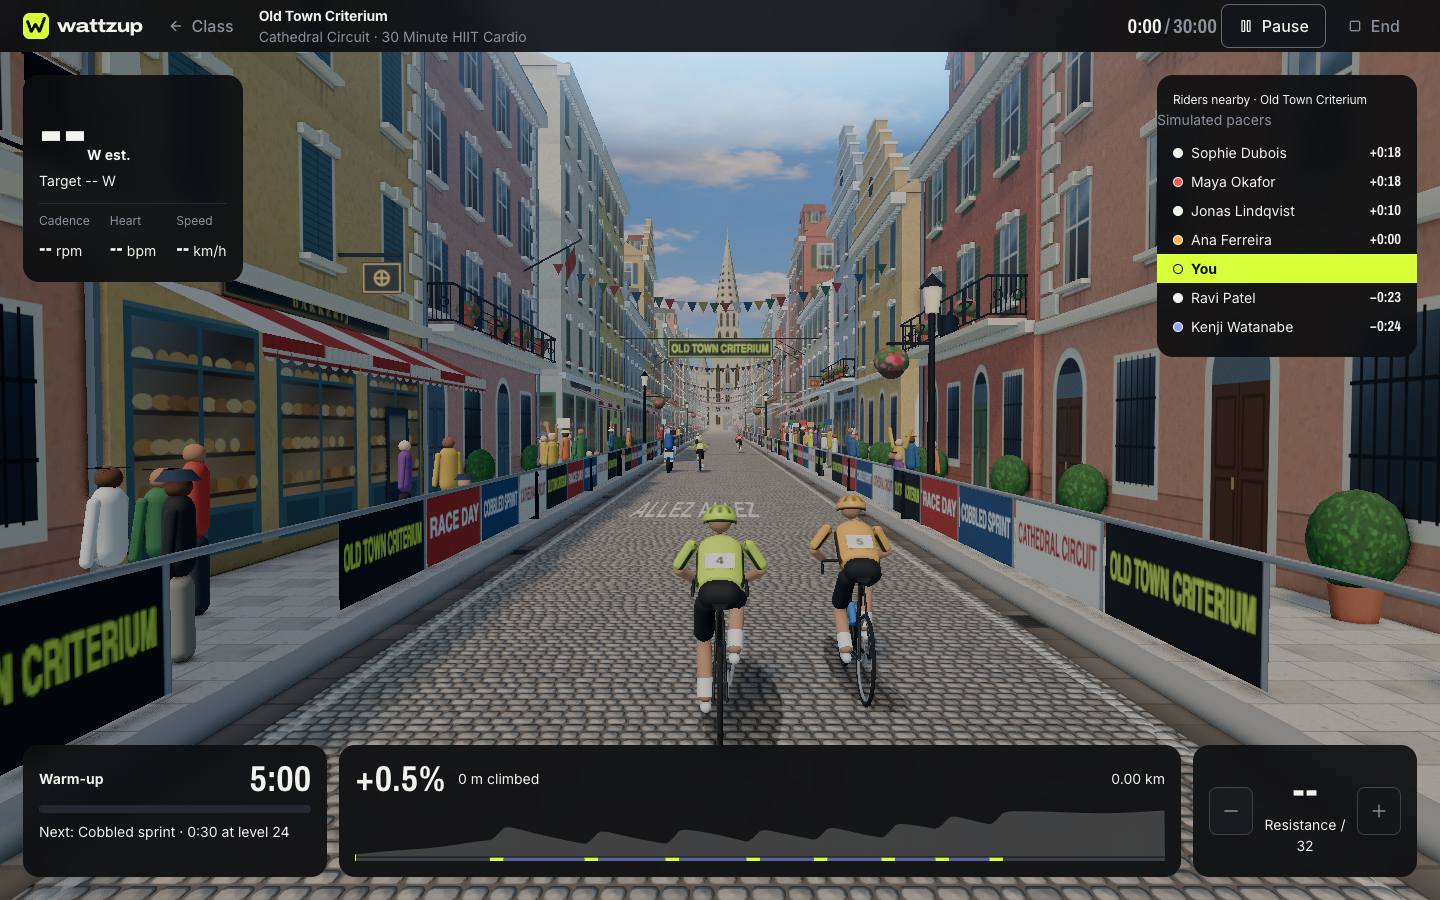 wattzup
Class
Old Town Criterium
Cathedral Circuit · 30 Minute HIIT Cardio
0:00 / 30:00
Pause
End
--
W est.
Target -- W
Cadence Heart Speed
-- rpm -- bpm -- km/h
Riders nearby · Old Town Criterium
Simulated pacers
Sophie Dubois +0:18
Maya Okafor +0:18
Jonas Lindqvist +0:10
Ana Ferreira +0:00
You
Ravi Patel −0:23
Kenji Watanabe −0:24
OLD TOWN CRITERIUM
ALLEZ ALLEZ
4
5
OLD TOWN CRITERIUM
RACE DAY
COBBLED SPRINT
RACE DAY
COBBLED SPRINT
CATHEDRAL CIRCUIT
OLD TOWN CRITERIUM
N CRITERIUM
Warm-up 5:00
Next: Cobbled sprint · 0:30 at level 24
+0.5% 0 m climbed 0.00 km
--
Resistance /
32